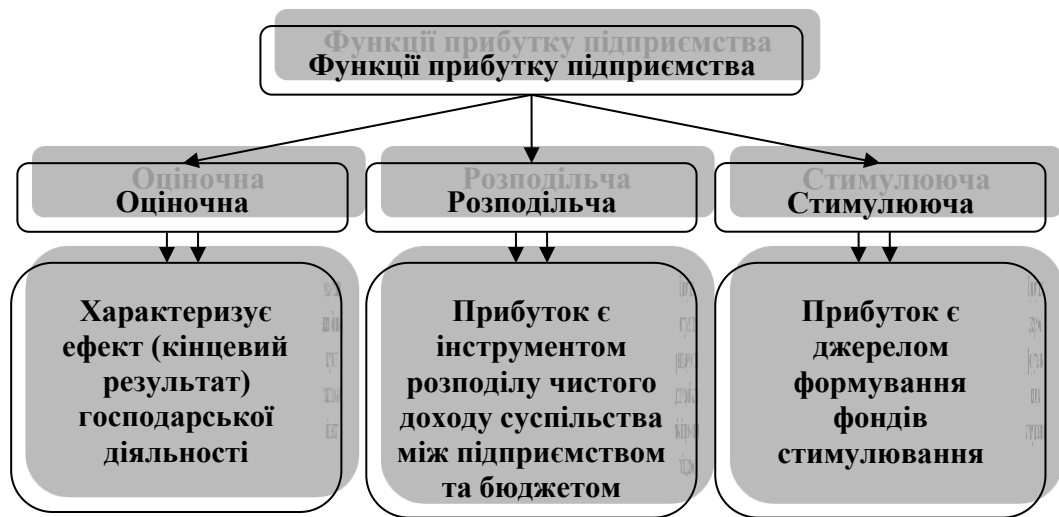 Функції прибутку підприємства
Функції прибутку підприємства
Оціночна
Оціночна
Розподільча
Розподільча
Стимулююча
Стимулююча
Характеризує
ефект (кінцевий
результат)
господарської
діяльності
Прибуток є
інструментом
розподілу чистого
доходу суспільства
між підприємством
та бюджетом
Прибуток є
джерелом
формування
фондів
стимулювання